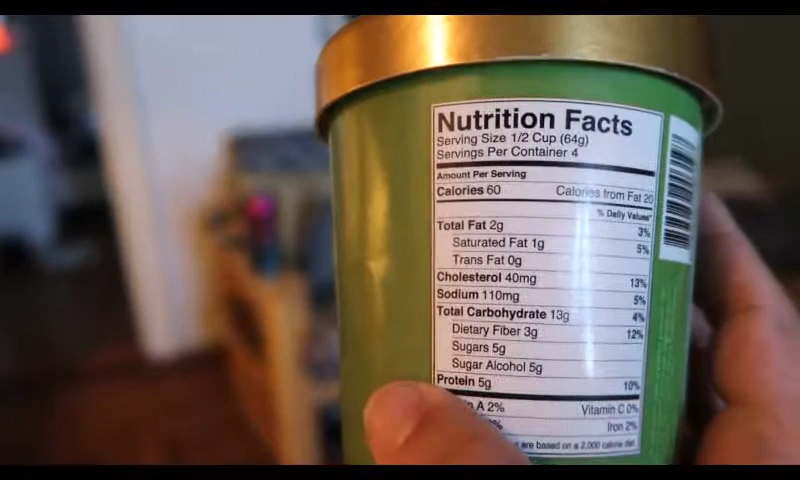 Nutrition Facts
Serving Size 1/2 Cup (64g)
Servings Per Container 4
Amount Per Serving
Calories 60 Calories from Fat 20
% Daily Values*
Total Fat 2g 3%
Saturated Fat 1g 5%
Trans Fat 0g
Cholesterol 40mg 13%
Sodium 110mg 5%
Total Carbohydrate 13g 4%
Dietary Fiber 3g 12%
Sugars 5g
Sugar Alcohol 5g
Protein 5g 10%
A 2% Vitamin C 0%
% Iron 2%
are based on a 2,000 calorie diet.